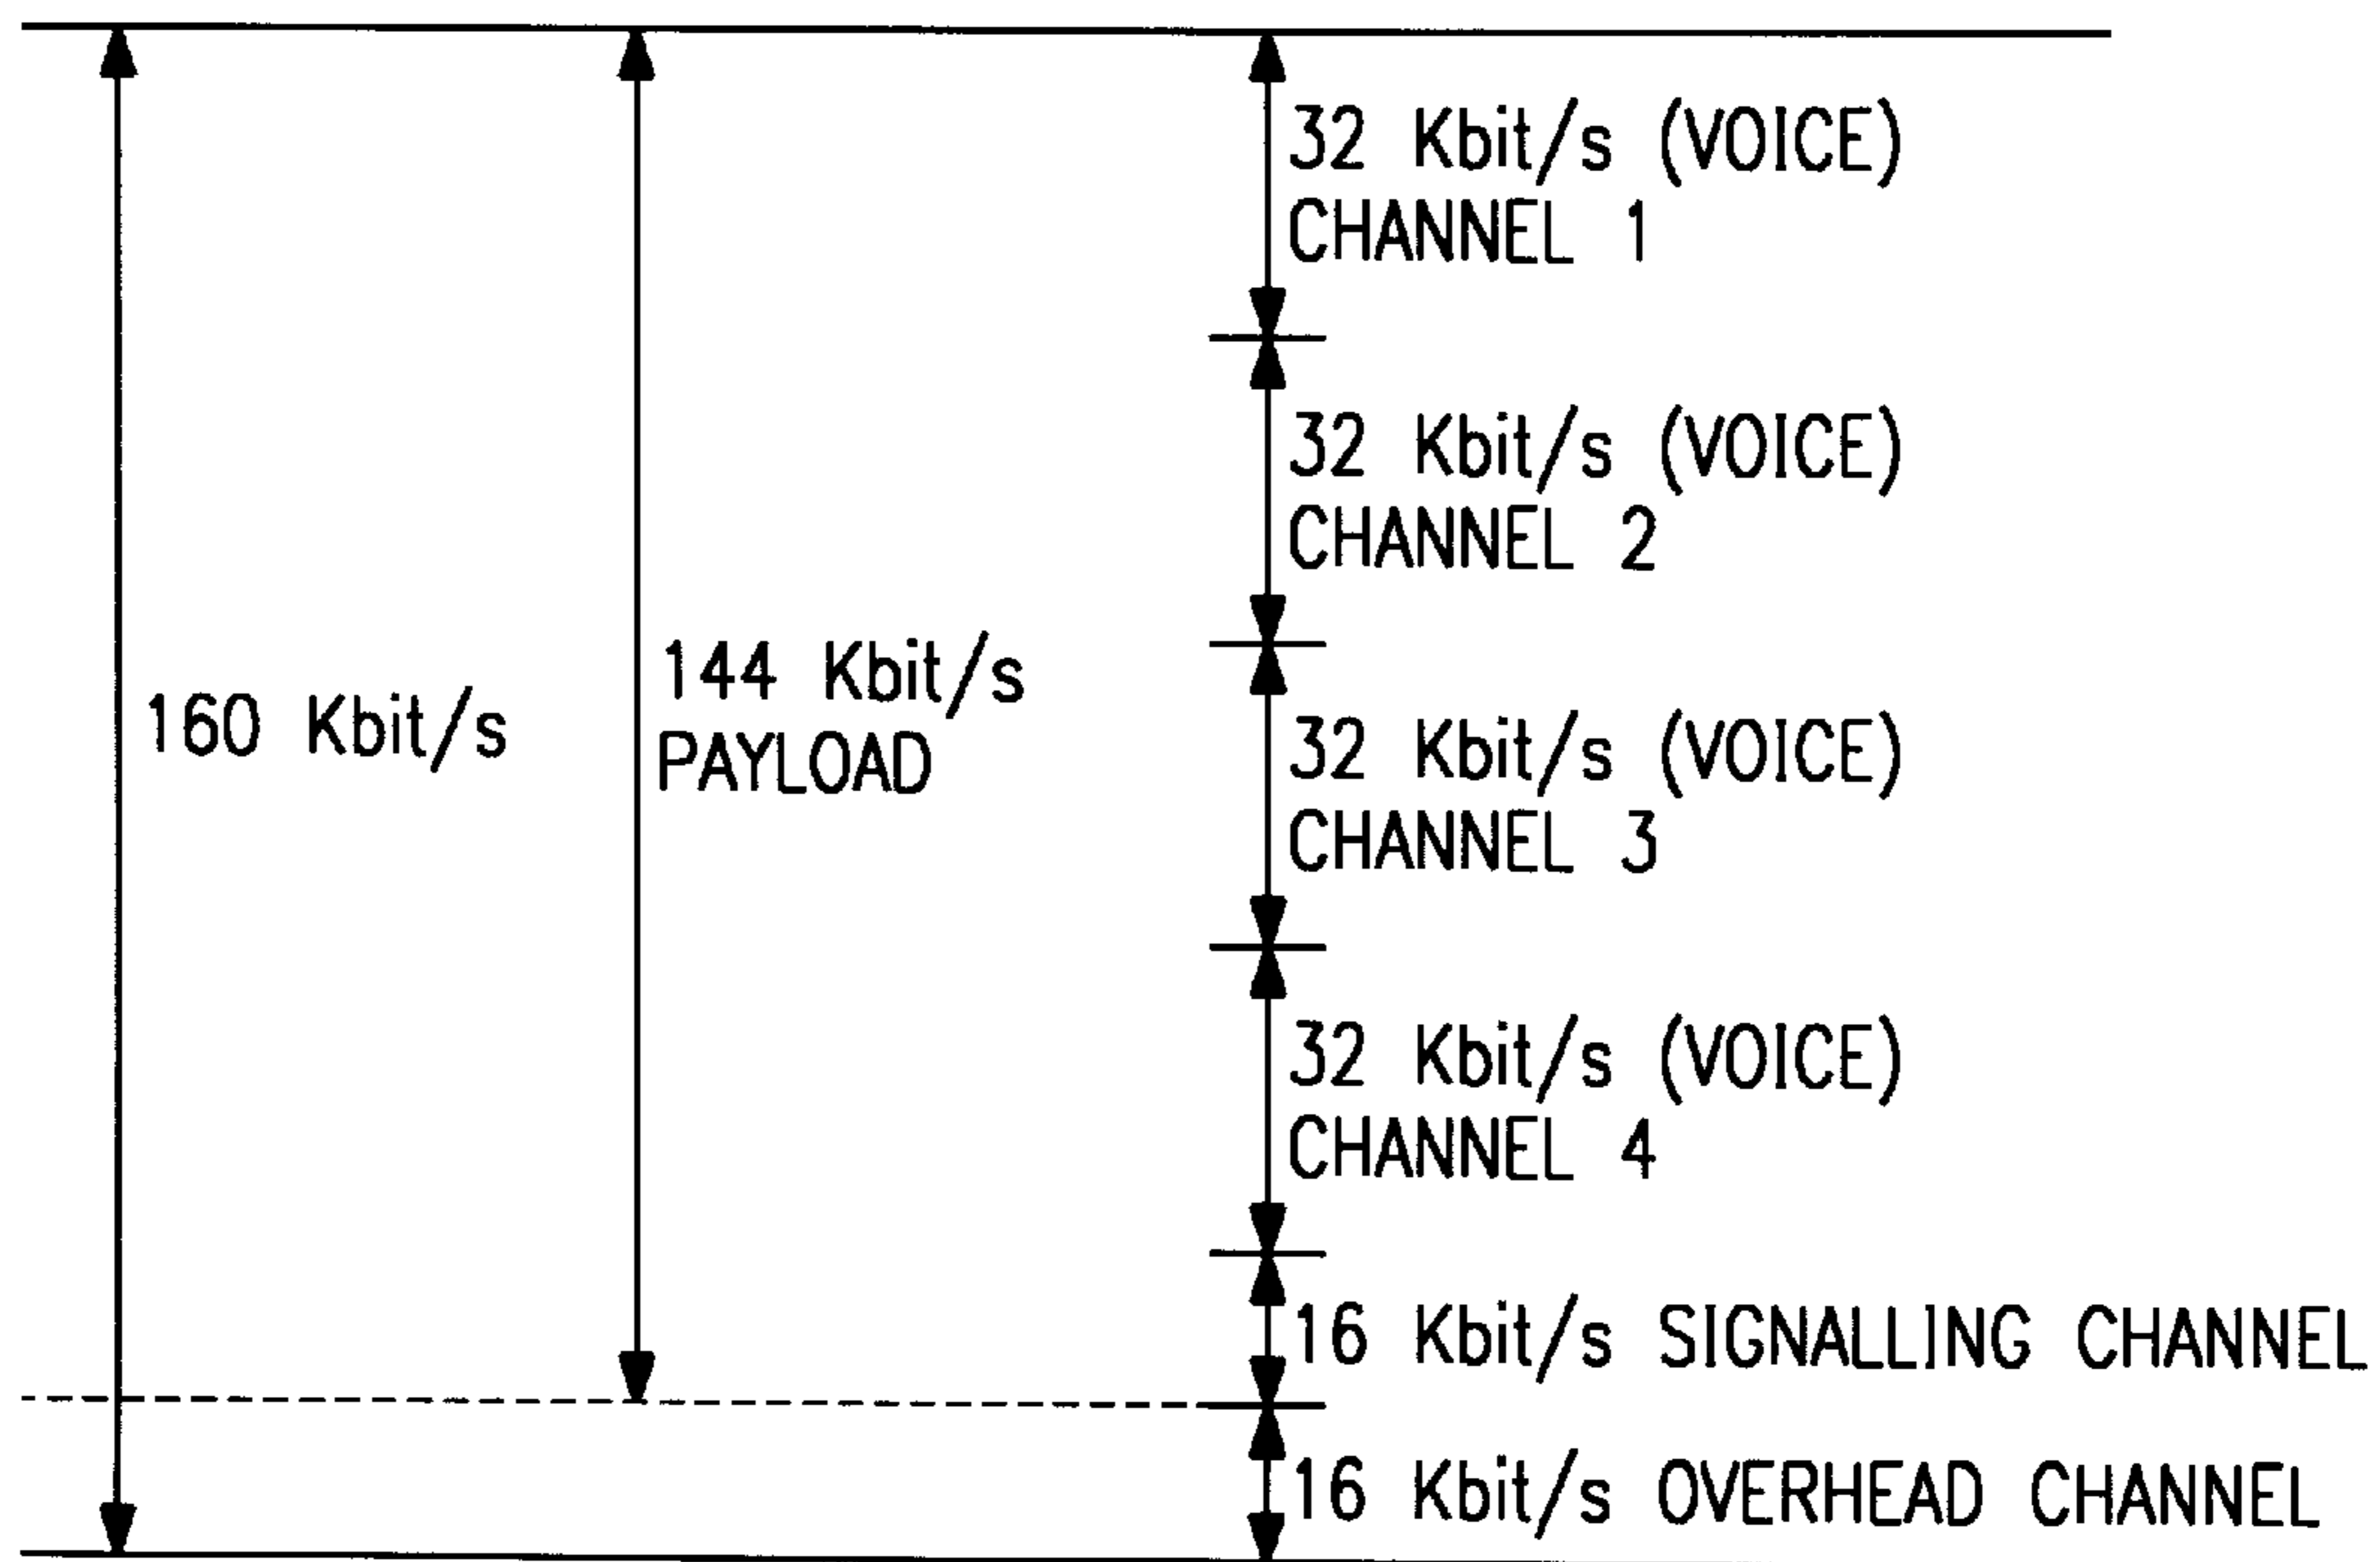 160 Kbit/s
144 Kbit/s
PAYLOAD
32 Kbit/s (VOICE)
CHANNEL 1
32 Kbit/s (VOICE)
CHANNEL 2
32 Kbit/s (VOICE)
CHANNEL 3
32 Kbit/s (VOICE)
CHANNEL 4
16 Kbit/s SIGNALLING CHANNEL
16 Kbit/s OVERHEAD CHANNEL